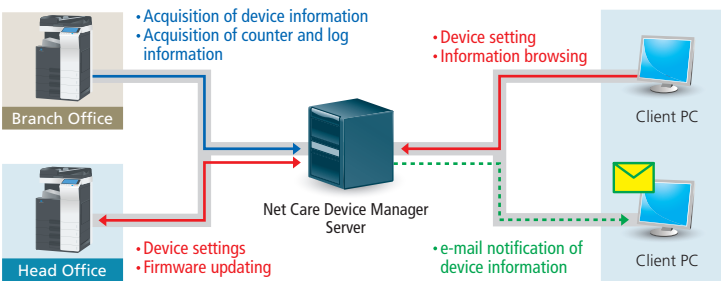 • Acquisition of device information
• Acquisition of counter and log
information
• Device setting
• Information browsing
Branch Office
Client PC
Net Care Device Manager
Server
• Device settings
• Firmware updating
Head Office
• e-mail notification of
device information
Client PC